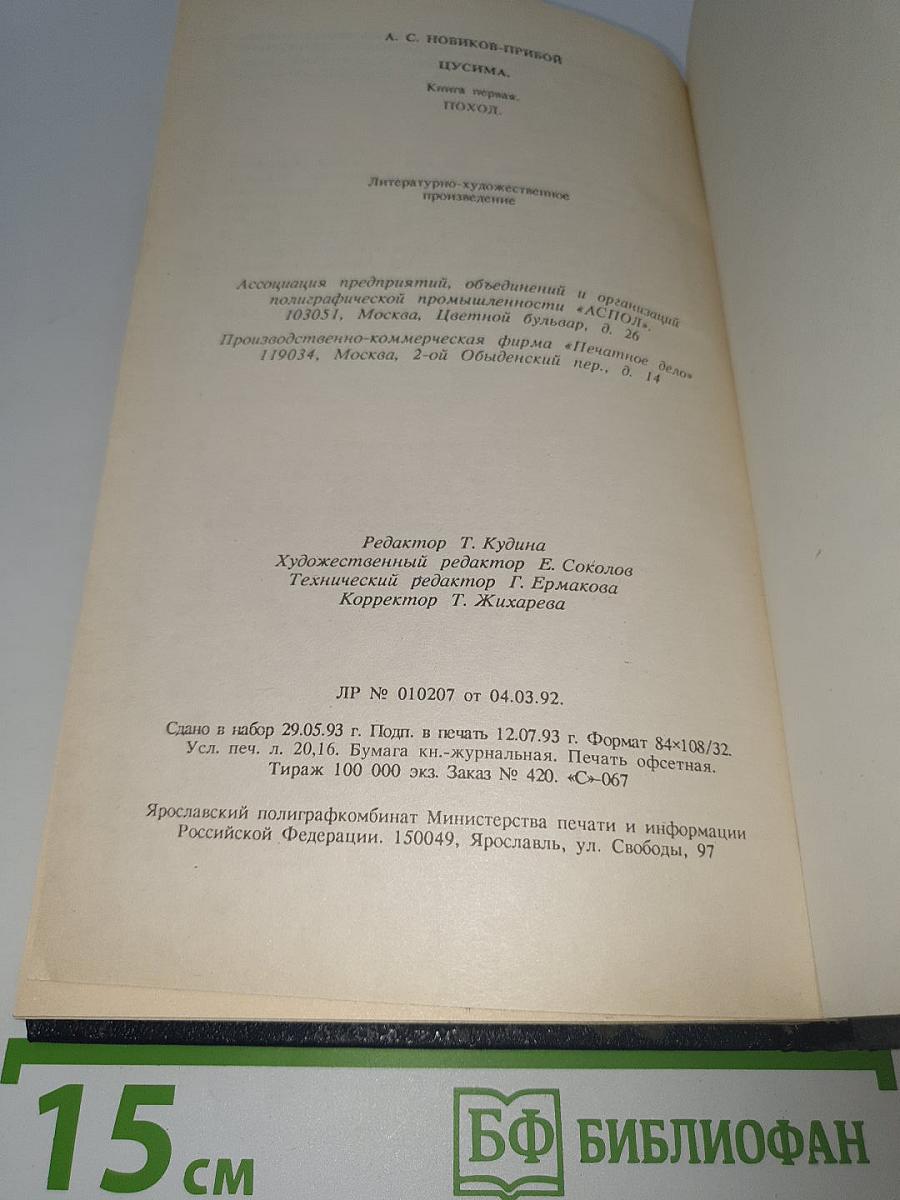 А. С. НОВИКОВ-ПРИБОЙ
ЦУСИМА.
Книга первая.
ПОХОД.
Литературно-художественное
произведение
Ассоциация предприятий, объединений и организаций
полиграфической промышленности «АСПОЛ».
103051, Москва, Цветной бульвар, д. 26
Производственно-коммерческая фирма «Печатное дело»
119034, Москва, 2-ой Обыденский пер., д. 14
Редактор Т. Кудина
Художественный редактор Е. Соколов
Технический редактор Г. Ермакова
Корректор Т. Жихарева
ЛР № 010207 от 04.03.92.
Сдано в набор 29.05.93 г. Подп. в печать 12.07.93 г. Формат 84×108/32.
Усл. печ. л. 20,16. Бумага кн.-журнальная. Печать офсетная.
Тираж 100 000 экз. Заказ № 420. «С»-067
Ярославский полиграфкомбинат Министерства печати и информации
Российской Федерации. 150049, Ярославль, ул. Свободы, 97
15 см
БФ БИБЛИОФАН